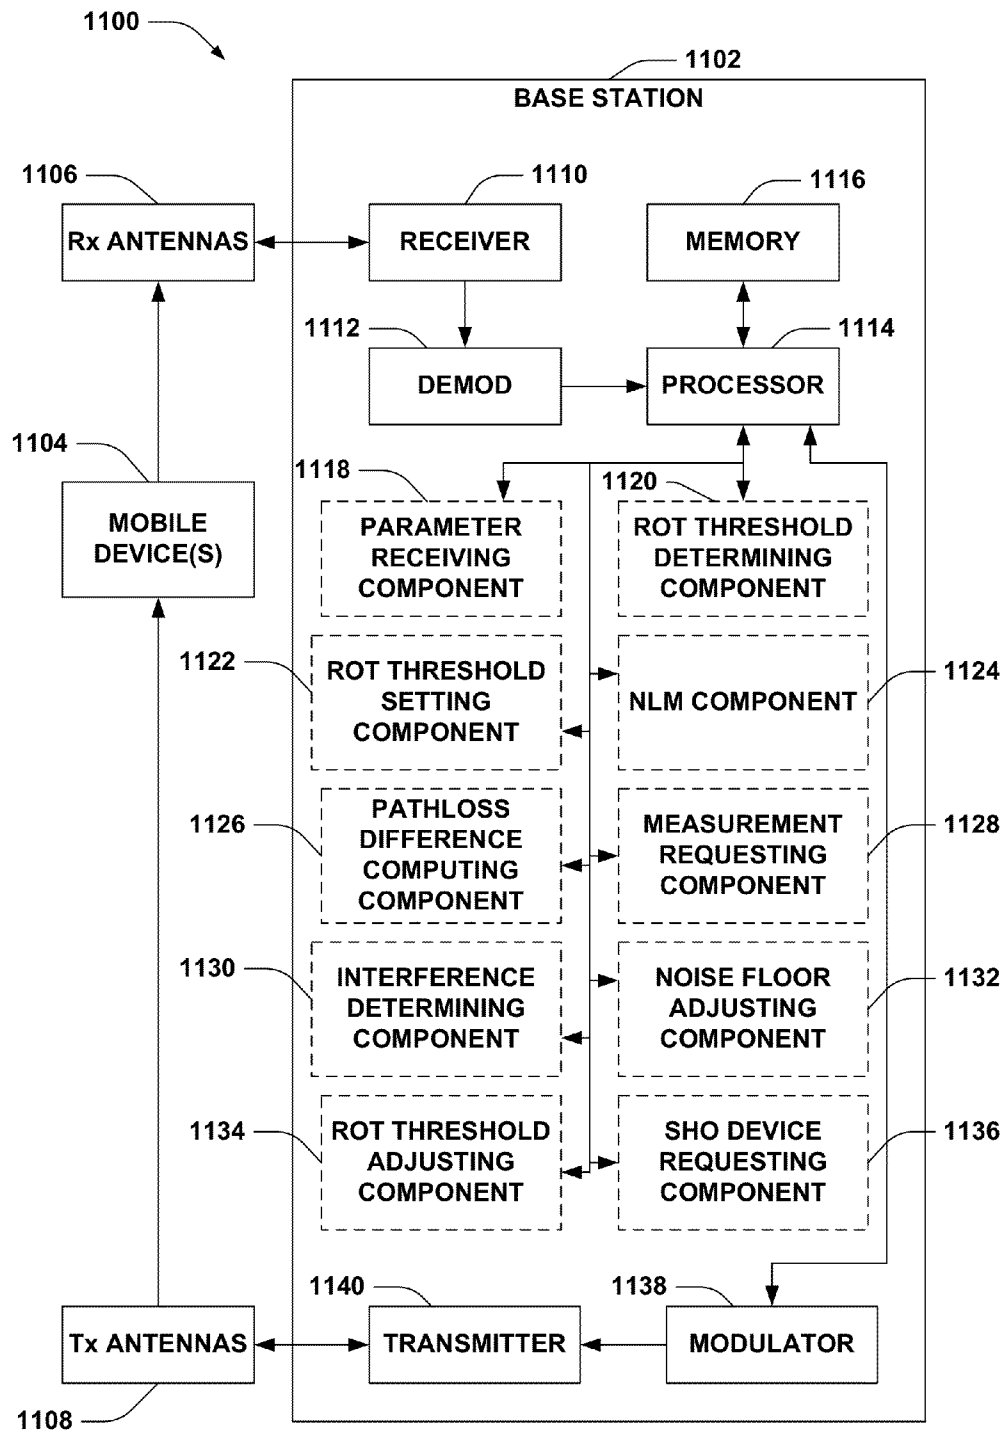 1100
1102
BASE STATION
1106
1110
1116
Rx ANTENNAS
RECEIVER
MEMORY
1112
1114
DEMOD
PROCESSOR
1104
1118
1120
MOBILE
DEVICE(S)
PARAMETER
RECEIVING
COMPONENT
ROT THRESHOLD
DETERMINING
COMPONENT
1122
ROT THRESHOLD
SETTING
COMPONENT
NLM COMPONENT
1124
1126
PATHLOSS
DIFFERENCE
COMPUTING
COMPONENT
MEASUREMENT
REQUESTING
COMPONENT
1128
1130
INTERFERENCE
DETERMINING
COMPONENT
NOISE FLOOR
ADJUSTING
COMPONENT
1132
1134
ROT THRESHOLD
ADJUSTING
COMPONENT
SHO DEVICE
REQUESTING
COMPONENT
1136
1140
1138
Tx ANTENNAS
TRANSMITTER
MODULATOR
1108